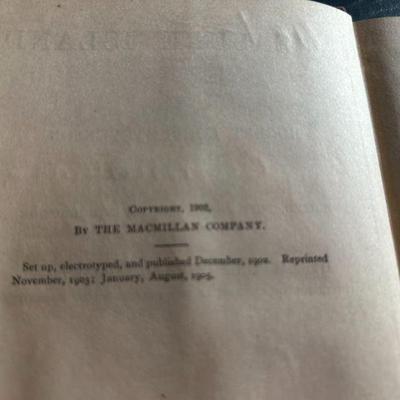 COPYRIGHT, 1902,
BY THE MACMILLAN COMPANY.
Set up, electrotyped, and published December, 1902. Reprinted
November, 1903; January, August, 1905.